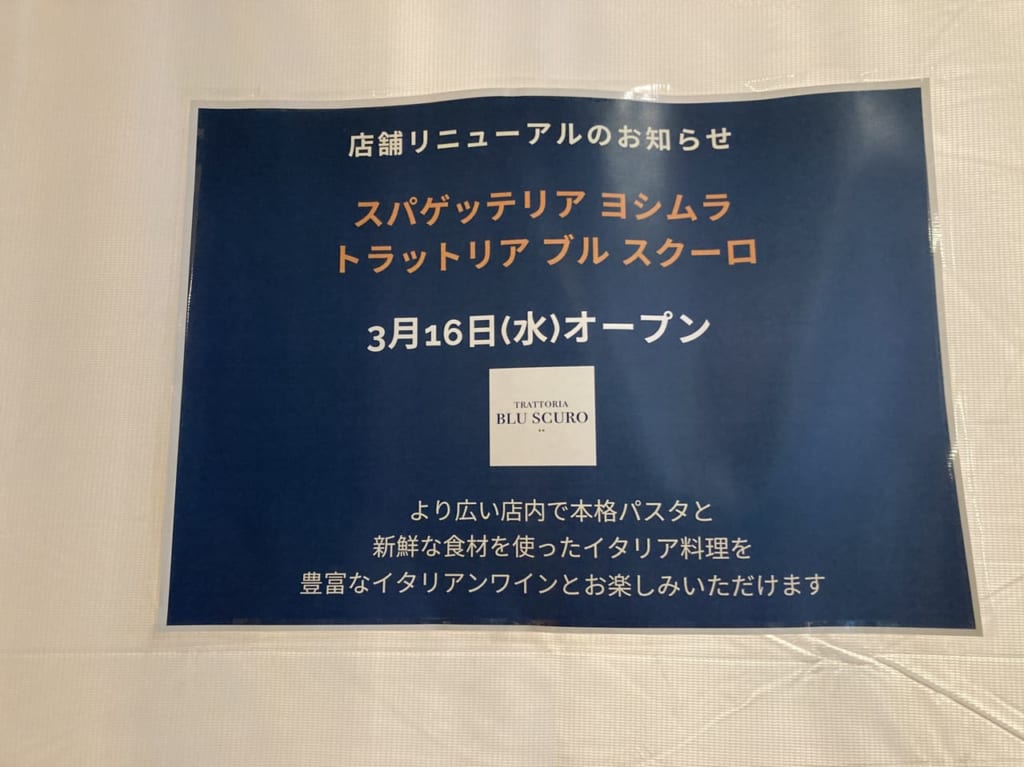 店舗リニューアルのお知らせ
スパゲッテリア ヨシムラ
トラットリア ブル スクーロ
3月16日(水)オープン
TRATTORIA
BLU SCURO
より広い店内で本格パスタと
新鮮な食材を使ったイタリア料理を
豊富なイタリアンワインとお楽しみいただけます